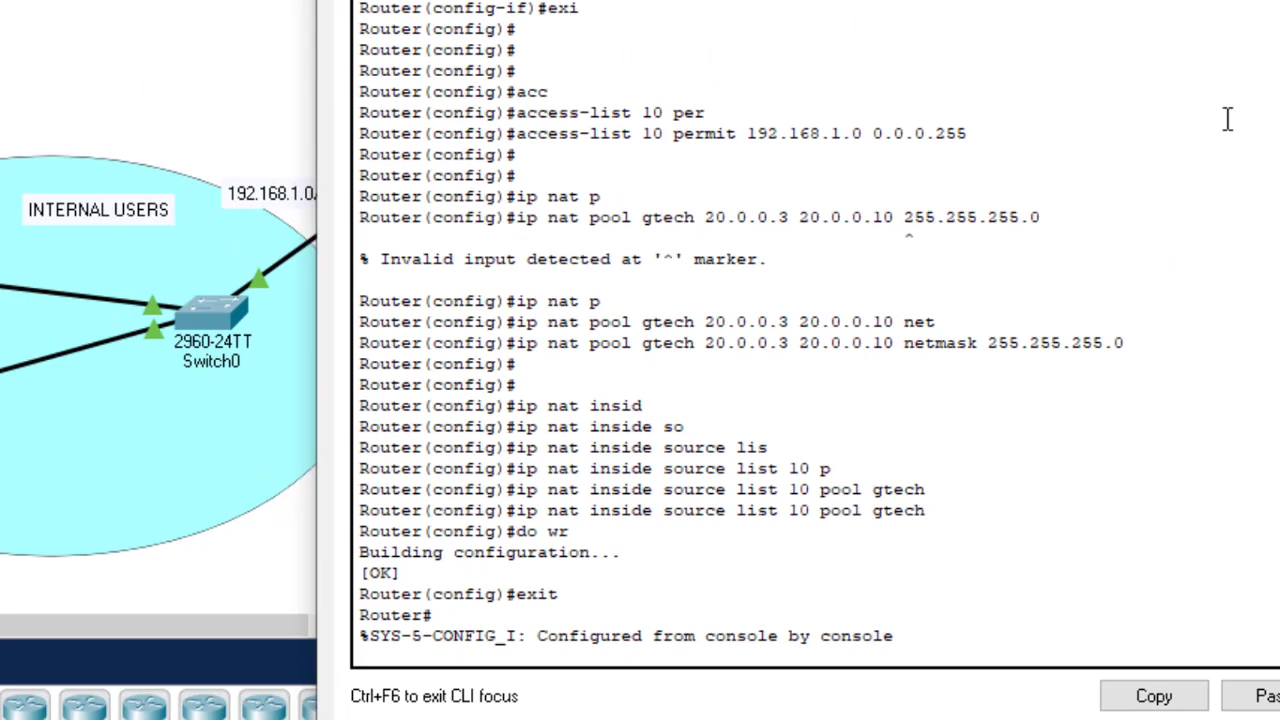 Router(config-if)#exi
Router(config)#
Router(config)#
Router(config)#
Router(config)#acc
Router(config)#access-list 10 per
Router(config)#access-list 10 permit 192.168.1.0 0.0.0.255
Router(config)#
Router(config)#
Router(config)#ip nat p
Router(config)#ip nat pool gtech 20.0.0.3 20.0.0.10 255.255.255.0
^
% Invalid input detected at '^' marker.
Router(config)#ip nat p
Router(config)#ip nat pool gtech 20.0.0.3 20.0.0.10 net
Router(config)#ip nat pool gtech 20.0.0.3 20.0.0.10 netmask 255.255.255.0
Router(config)#
Router(config)#
Router(config)#ip nat insid
Router(config)#ip nat inside so
Router(config)#ip nat inside source lis
Router(config)#ip nat inside source list 10 p
Router(config)#ip nat inside source list 10 pool gtech
Router(config)#ip nat inside source list 10 pool gtech
Router(config)#do wr
Building configuration...
[OK]
Router(config)#exit
Router#
%SYS-5-CONFIG_I: Configured from console by console
Ctrl+F6 to exit CLI focus
Copy
Pas
INTERNAL USERS
192.168.1.0/
2960-24TT
Switch0